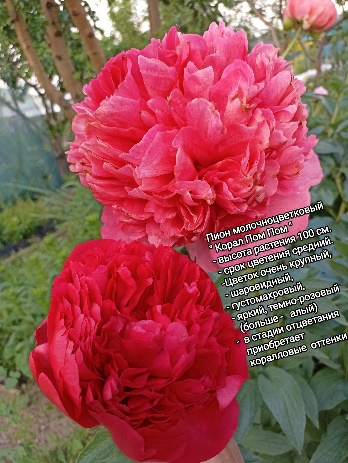 Пион молочноцветковый
" Корал Пом Пом "
- высота растения 100 см.
- срок цветения средний.
-Цветок очень крупный,
- шаровидный,
-густомахровый,
-яркий, темно-розовый
(больше - алый)
- в стадии отцветания
приобретает
коралловые оттенки